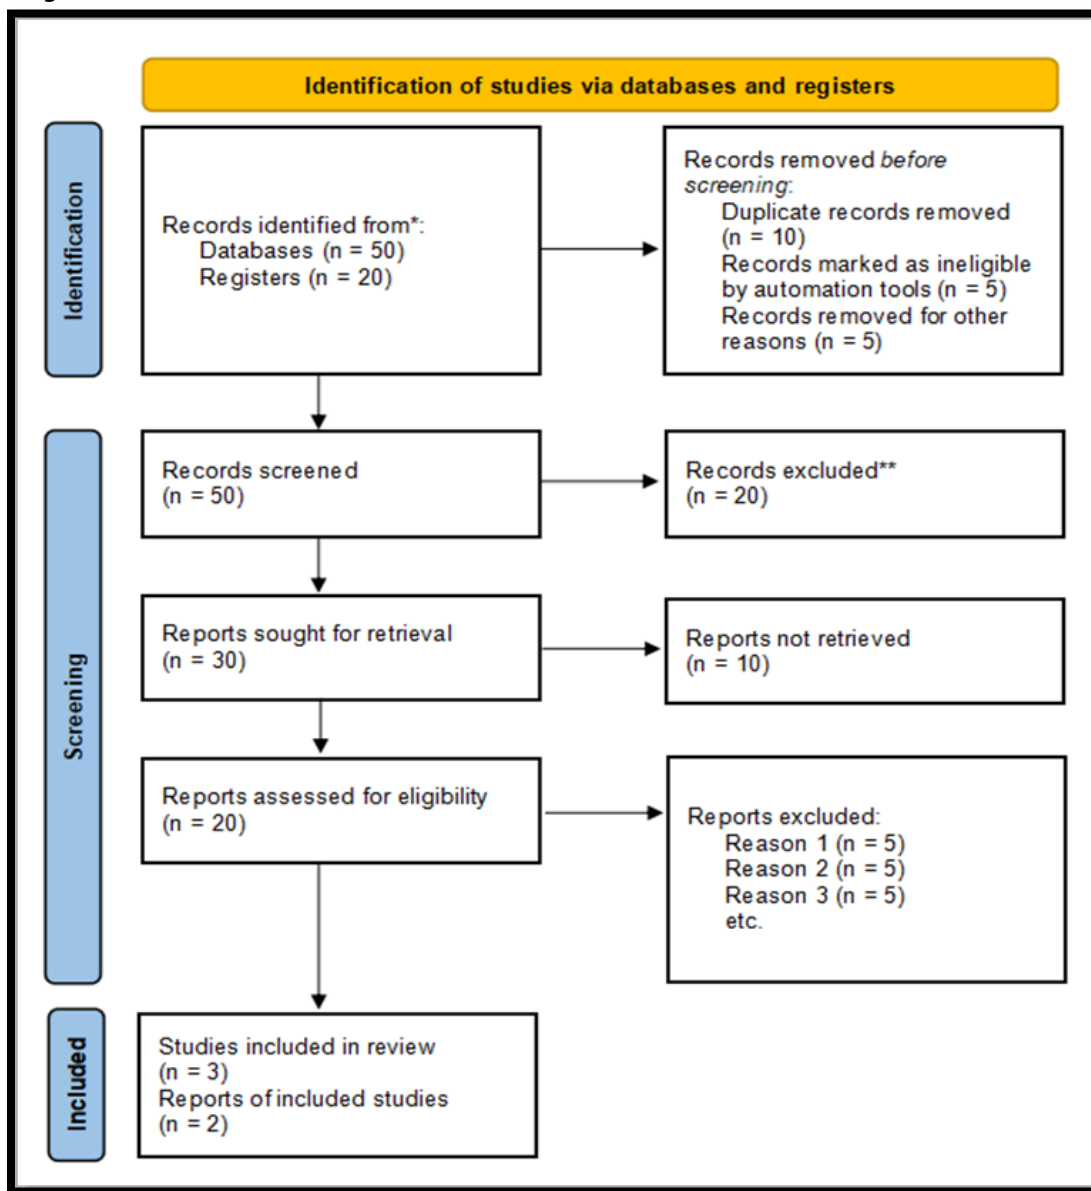 Identification of studies via databases and registers
Identification
Records identified from*:
Databases (n = 50)
Registers (n = 20)
Records removed before
screening:
Duplicate records removed
(n = 10)
Records marked as ineligible
by automation tools (n = 5)
Records removed for other
reasons (n = 5)
Screening
Records screened
(n = 50)
Records excluded**
(n = 20)
Reports sought for retrieval
(n = 30)
Reports not retrieved
(n = 10)
Reports assessed for eligibility
(n = 20)
Reports excluded:
Reason 1 (n = 5)
Reason 2 (n = 5)
Reason 3 (n = 5)
etc.
Included
Studies included in review
(n = 3)
Reports of included studies
(n = 2)